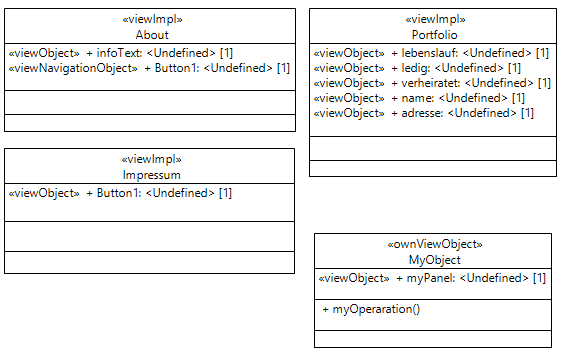 «viewImpl»
About
«viewObject» + infoText: <Undefined> [1]
«viewNavigationObject» + Button1: <Undefined> [1]
«viewImpl»
Portfolio
«viewObject» + lebenslauf: <Undefined> [1]
«viewObject» + ledig: <Undefined> [1]
«viewObject» + verheiratet: <Undefined> [1]
«viewObject» + name: <Undefined> [1]
«viewObject» + adresse: <Undefined> [1]
«viewImpl»
Impressum
«viewObject» + Button1: <Undefined> [1]
«ownViewObject»
MyObject
«viewObject» + myPanel: <Undefined> [1]
+ myOperaration()